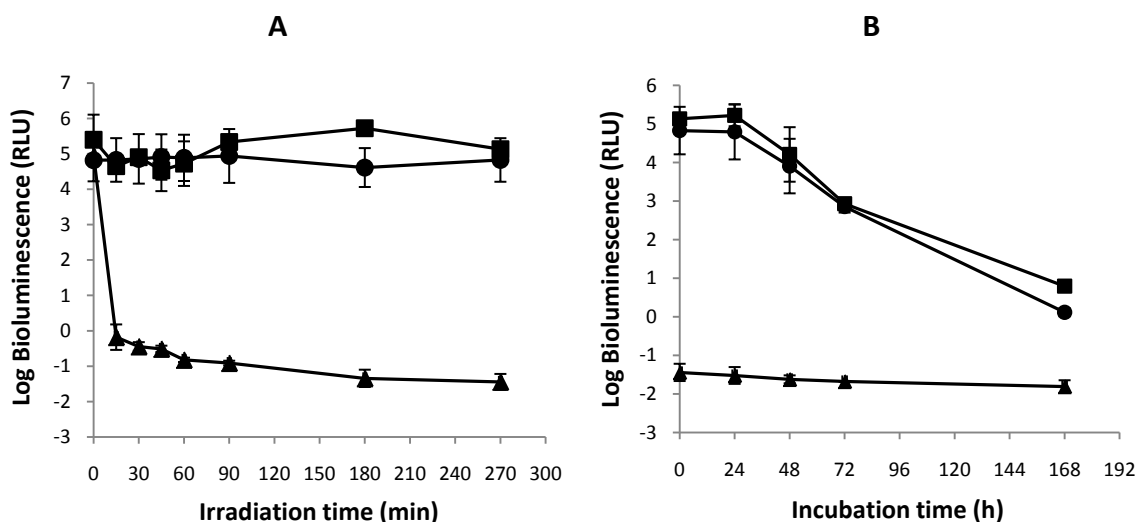 A
Log Bioluminescence (RLU)
7
6
5
4
3
2
1
0
-1
-2
-3
0 30 60 90 120 150 180 210 240 270 300
Irradiation time (min)
B
Log Bioluminescence (RLU)
6
5
4
3
2
1
0
-1
-2
-3
0 24 48 72 96 120 144 168 192
Incubation time (h)